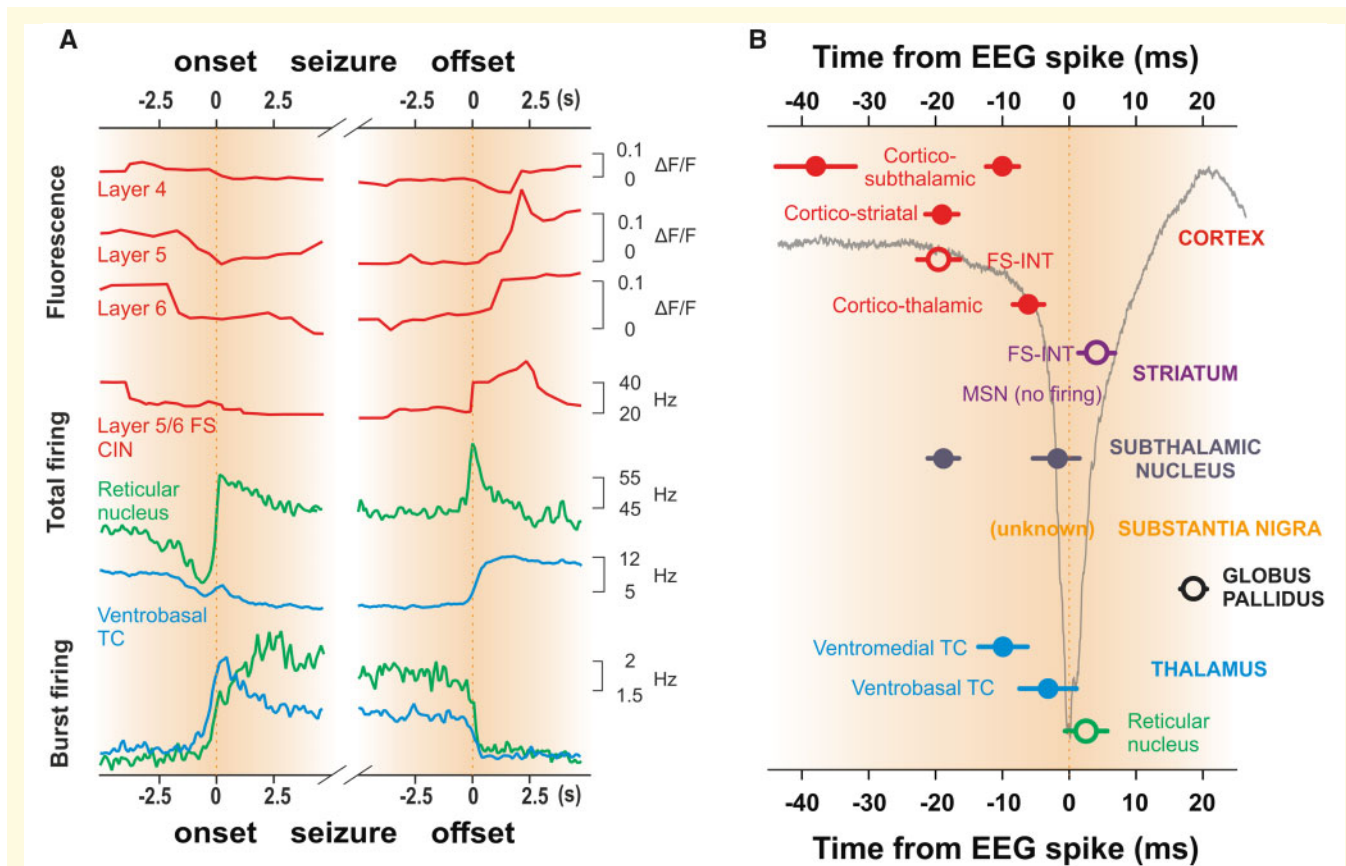 A
onset seizure offset
-2.5 0 2.5 -2.5 0 2.5 (s)
Fluorescence
Layer 4
0.1
0
ΔF/F
Layer 5
0.1
0
ΔF/F
Layer 6
0.1
0
ΔF/F
Total firing
Layer 5/6 FS
CIN
40
20
Hz
Reticular
nucleus
55
45
Hz
Ventrobasal
TC
12
5
Hz
Burst firing
2
1.5
Hz
-2.5 0 2.5 -2.5 0 2.5 (s)
onset seizure offset
B
Time from EEG spike (ms)
-40 -30 -20 -10 0 10 20
Cortico-
subthalamic
Cortico-striatal
CORTEX
FS-INT
Cortico-thalamic
FS-INT
STRIATUM
MSN (no firing)
SUBTHALAMIC
NUCLEUS
(unknown) SUBSTANTIA NIGRA
GLOBUS
PALLIDUS
Ventromedial TC
THALAMUS
Ventrobasal TC
Reticular
nucleus
-40 -30 -20 -10 0 10 20
Time from EEG spike (ms)